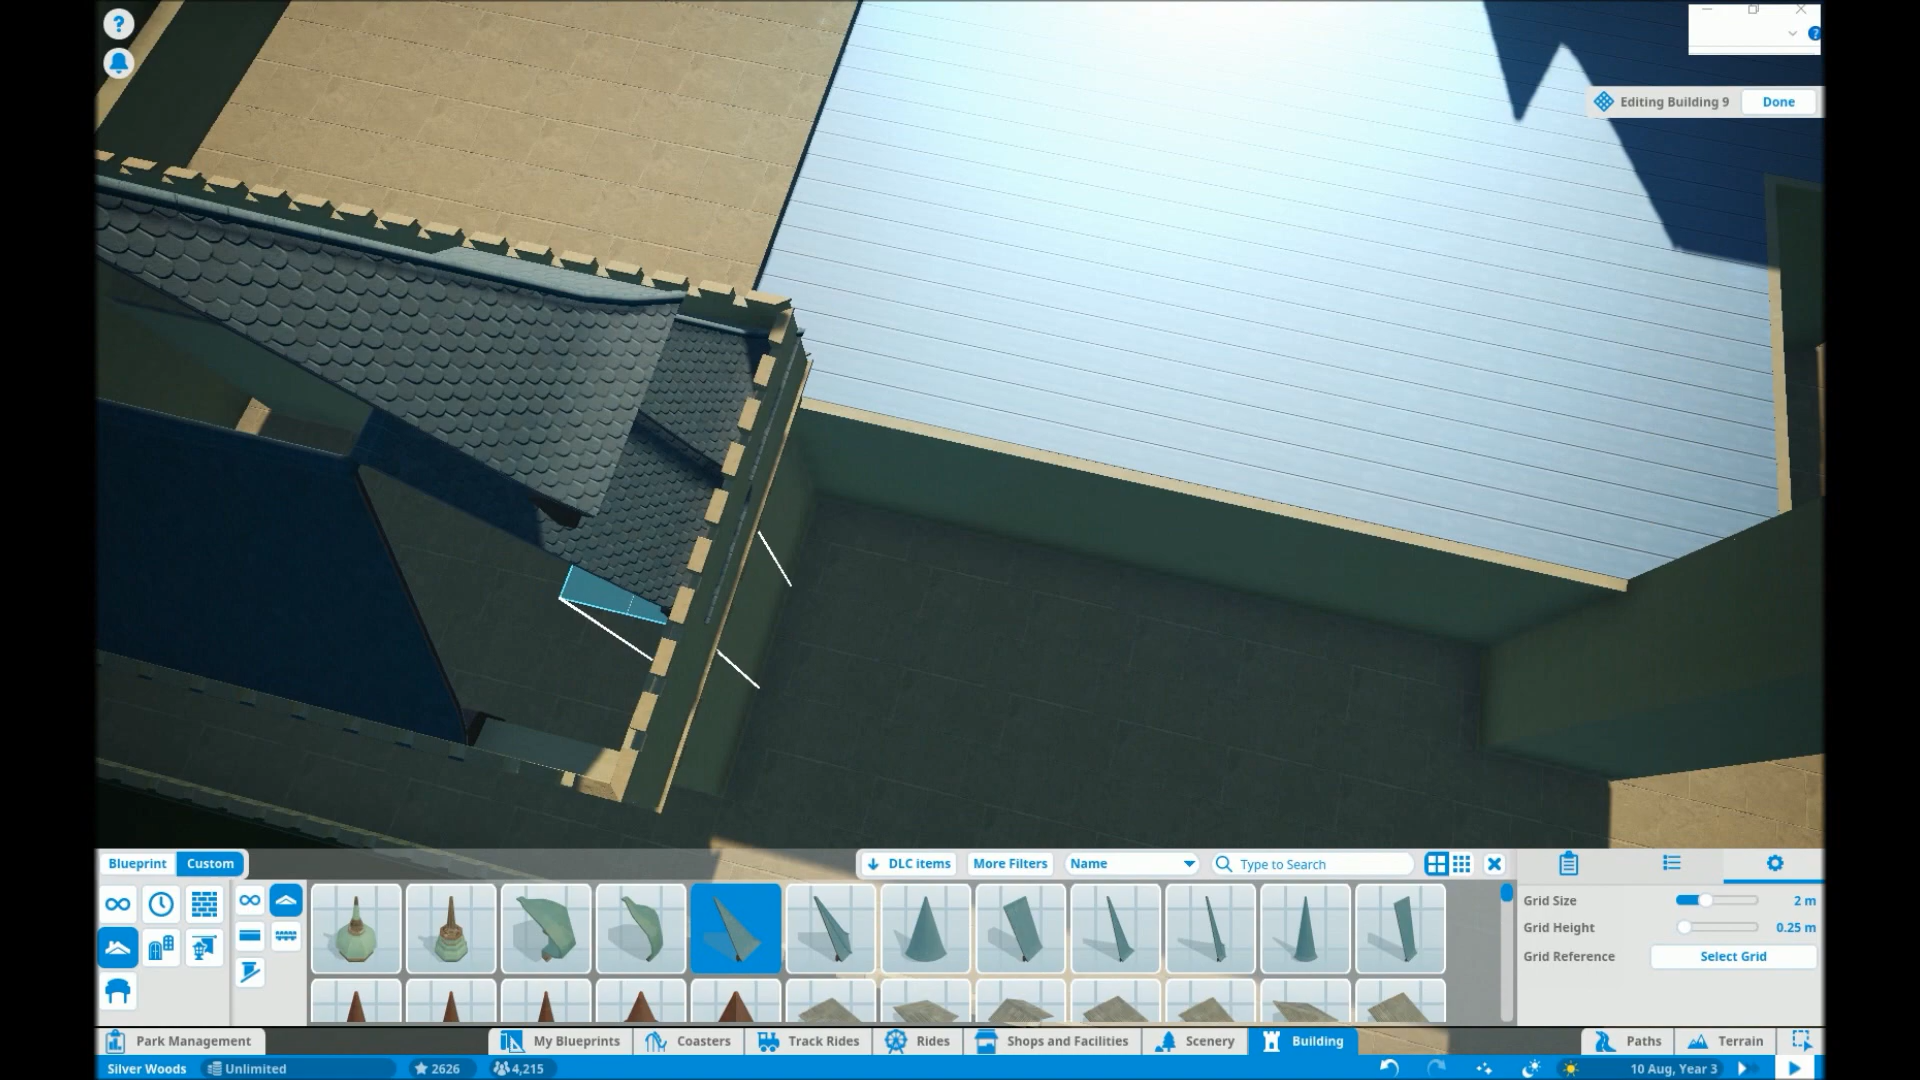 ?
?
Editing Building 9 Done
Blueprint Custom
DLC items More Filters Name Type to Search
Grid Size 2 m
Grid Height 0.25 m
Grid Reference Select Grid
Park Management My Blueprints Coasters Track Rides Rides Shops and Facilities Scenery Building Paths Terrain
Silver Woods Unlimited 2626 4,215 10 Aug, Year 3